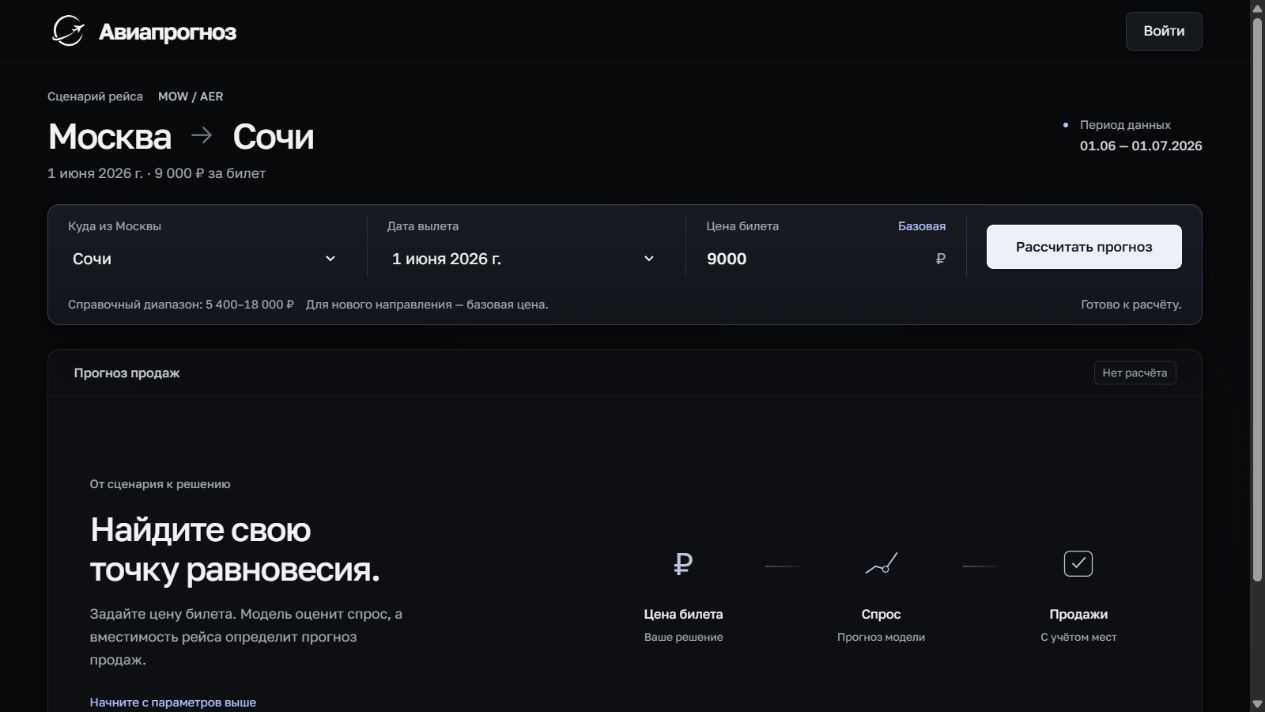 Авиапрогноз
Войти
Сценарий рейса MOW / AER
Москва → Сочи
1 июня 2026 г. · 9 000 ₽ за билет
Период данных
01.06 — 01.07.2026
Куда из Москвы
Сочи
Дата вылета
1 июня 2026 г.
Цена билета Базовая
9000 ₽
Рассчитать прогноз
Справочный диапазон: 5 400–18 000 ₽ Для нового направления — базовая цена.
Готово к расчёту.
Прогноз продаж
Нет расчёта
От сценария к решению
Найдите свою
точку равновесия.
Задайте цену билета. Модель оценит спрос, а
вместимость рейса определит прогноз
продаж.
Начните с параметров выше
₽
Цена билета
Ваше решение
Спрос
Прогноз модели
Продажи
С учётом мест